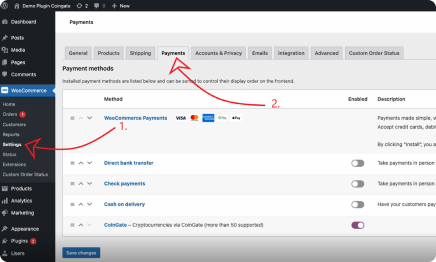 Demo Plugin Coingate
2
0
New
Dashboard
Posts
Media
Pages
Comments
WooCommerce
Home
Orders 1
Customers
Reports
Settings
Status
Extensions
Custom Order Status
Products
Analytics
Marketing
Appearance
Plugins 2
Users
Payments
General
Products
Shipping
Payments
Accounts & Privacy
Emails
Integration
Advanced
Custom Order Status
Payment methods
Installed payment methods are listed below and can be sorted to control their display order on the frontend.
Method
Enabled
Description
WooCommerce Payments
VISA
G Pay
Pay
Payments made simple, w
Accept credit cards, debit
By clicking "Install", you a
Direct bank transfer
Take payments in person
Check payments
Take payments in person
Cash on delivery
Have your customers pay
CoinGate – Cryptocurrencies via CoinGate (more than 50 supported)
Save changes
1.
2.